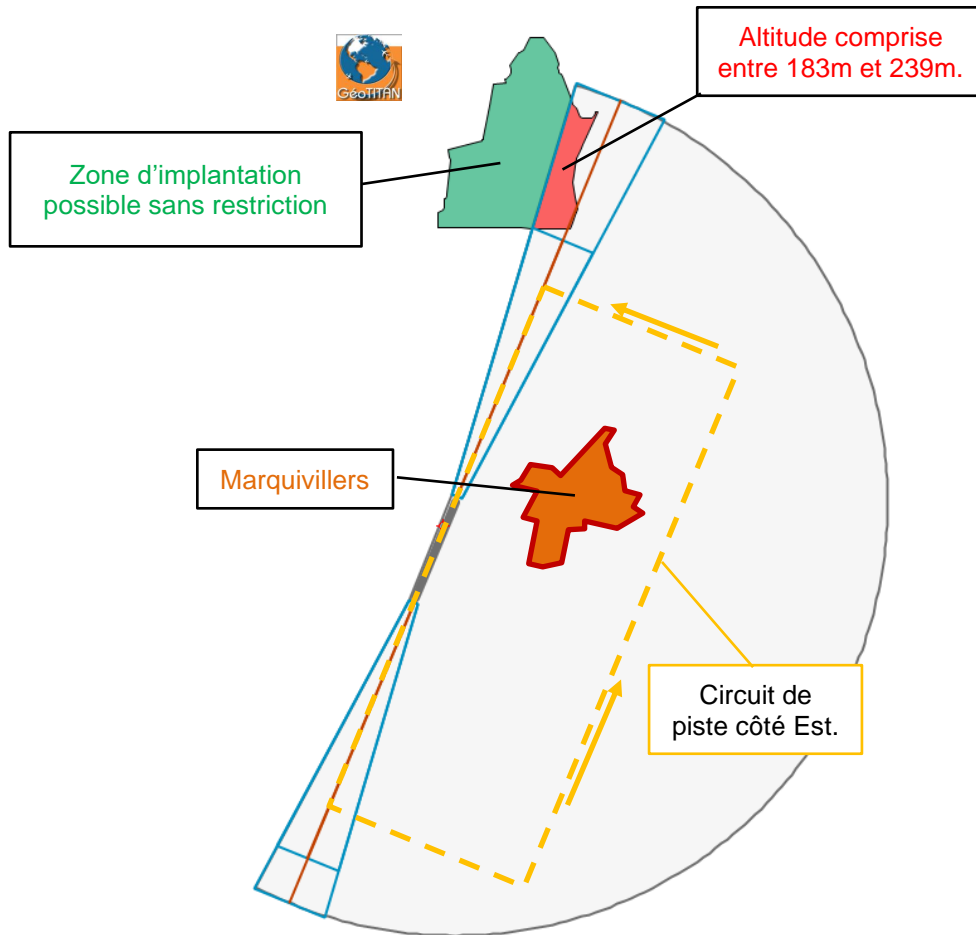 Altitude comprise
entre 183m et 239m.
GéoTITAN
Zone d’implantation
possible sans restriction
Marquivillers
Circuit de
piste côté Est.